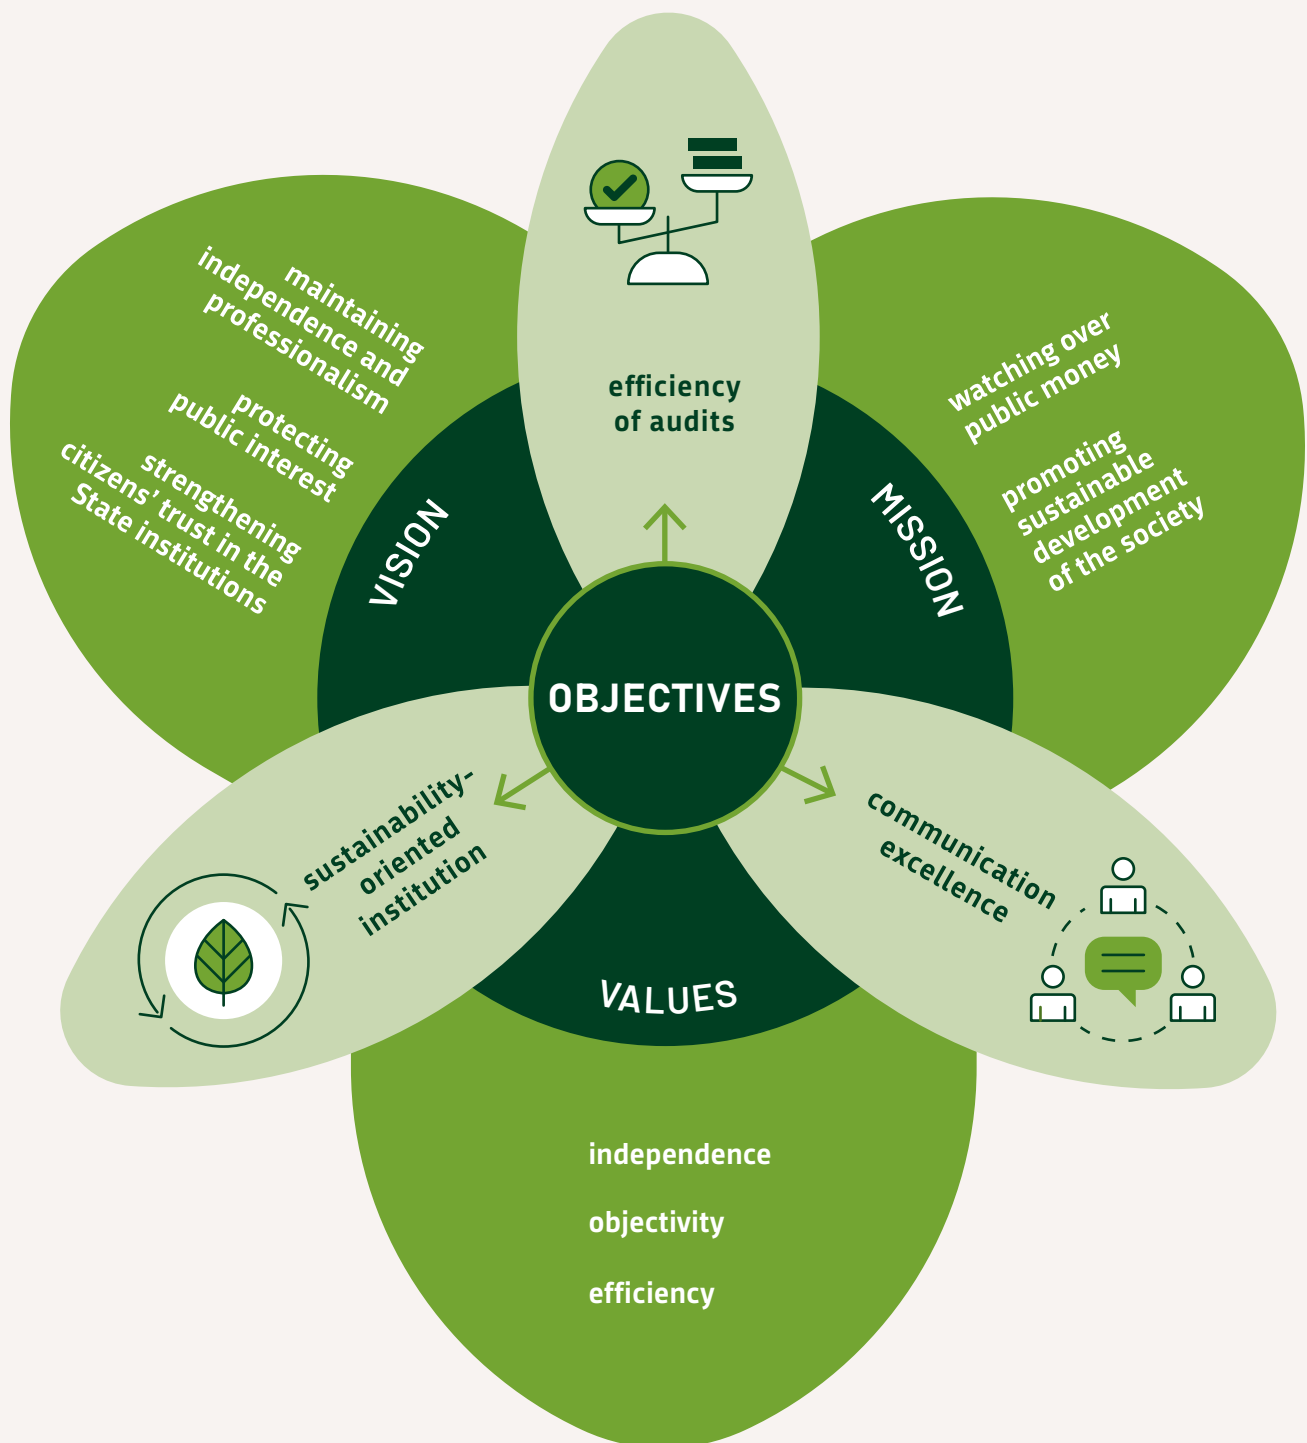 efficiency
of audits
maintaining
independence and
professionalism
protecting
public interest
strengthening
citizens’ trust in the
State institutions
VISION
watching over
public money
promoting
sustainable
development
of the society
MISSION
OBJECTIVES
sustainability-
oriented
institution
communication
excellence
VALUES
independence
objectivity
efficiency